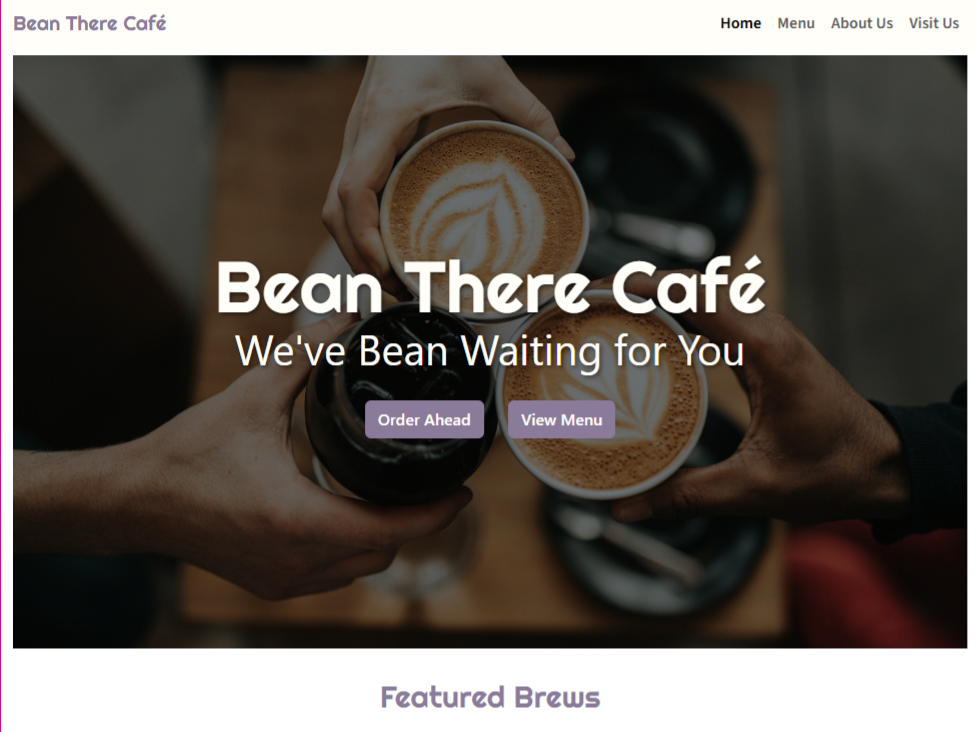 Bean There Café
Home Menu About Us Visit Us
Bean There Café
We've Bean Waiting for You
Order Ahead View Menu
Featured Brews